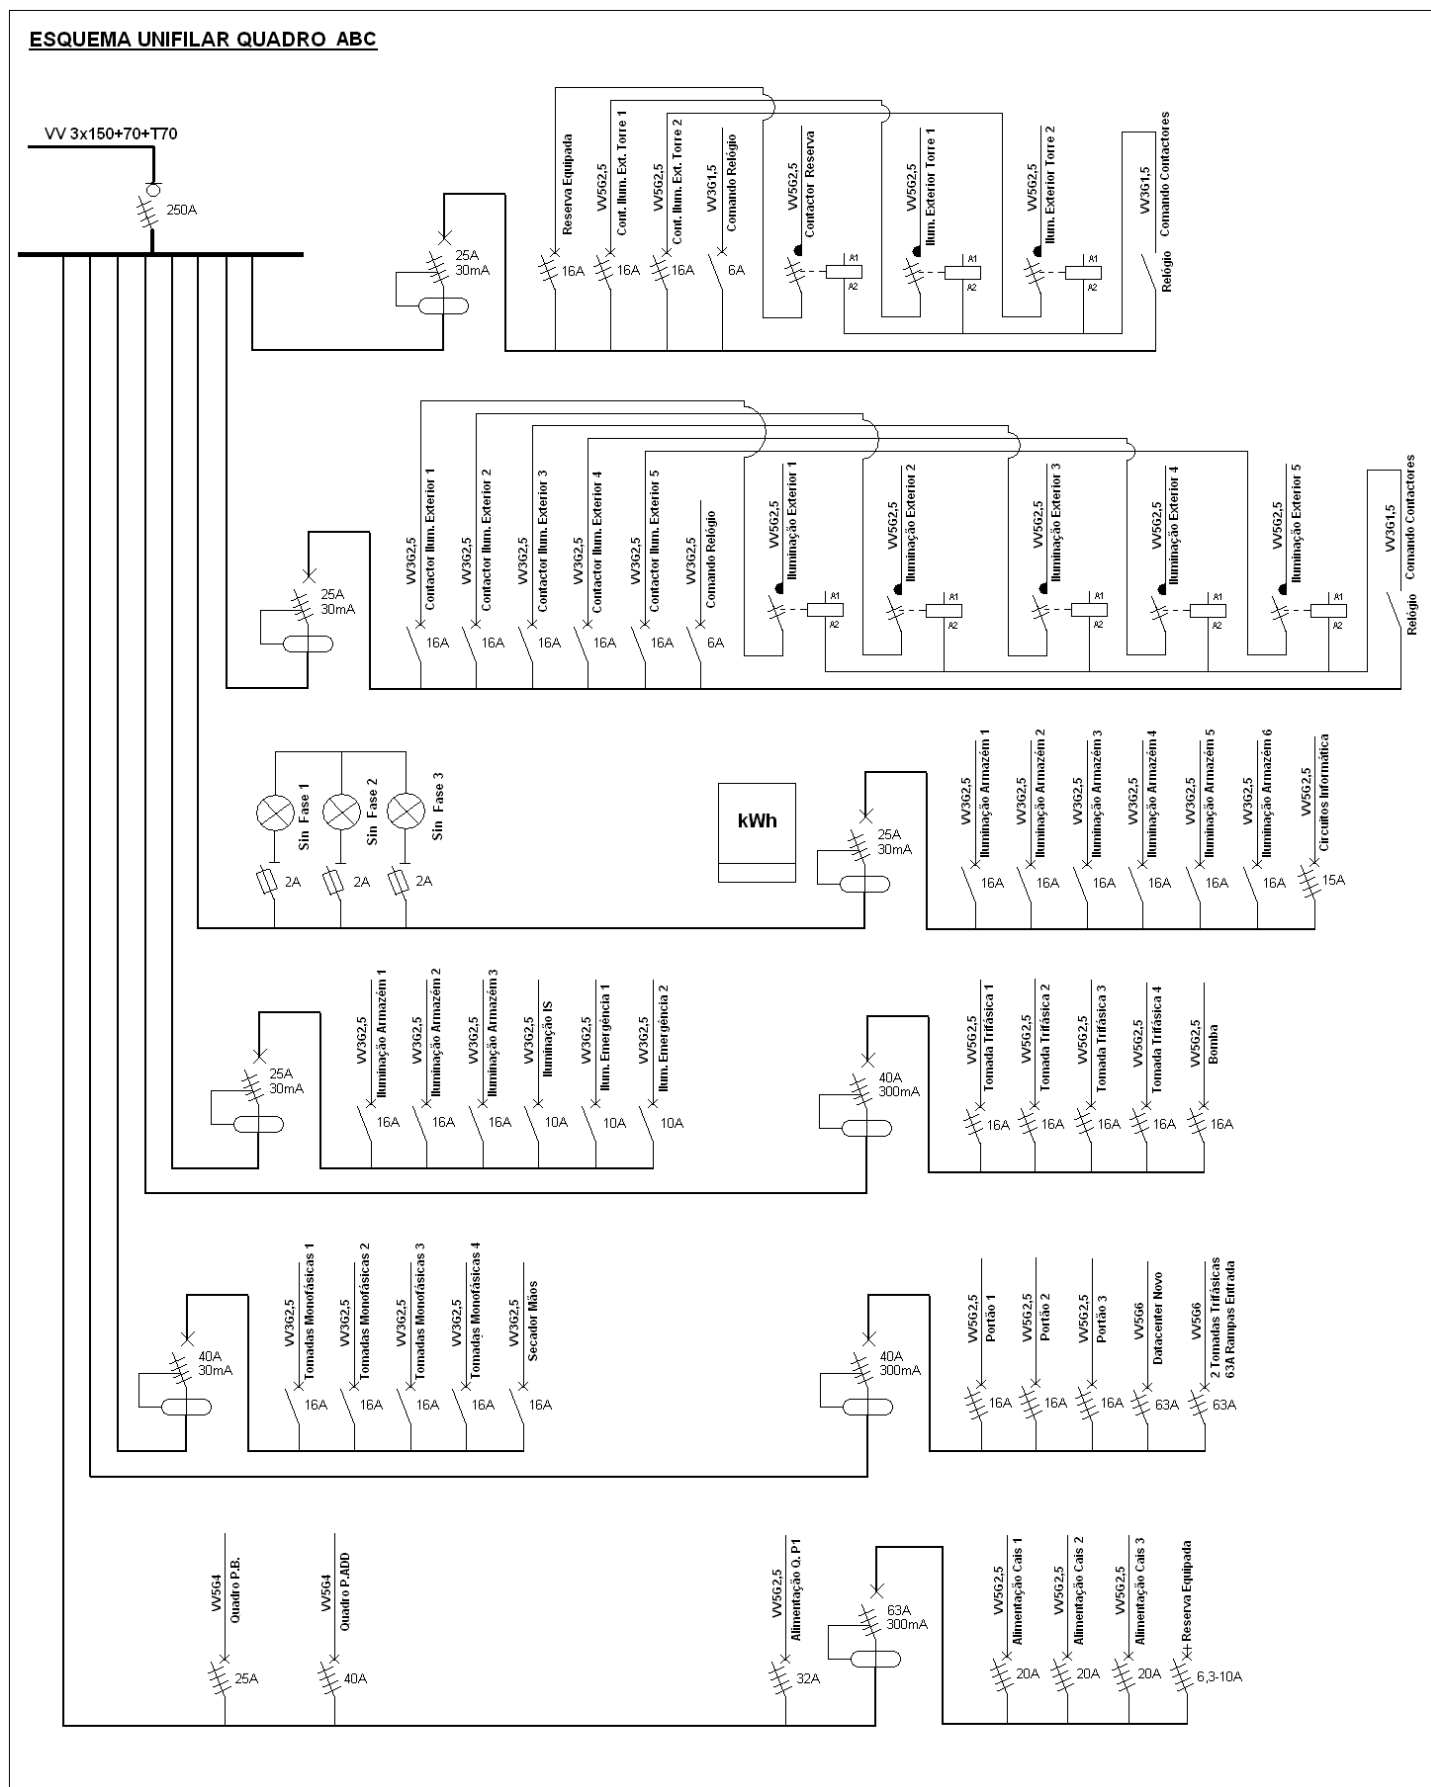 ESQUEMA UNIFILAR QUADRO ABC
VV 3x150+70+T70
250A
25A
30mA
Reserva Equipada
16A
VV5G2,5
Cont. Ilum. Ext. Torre 1
16A
VV5G2,5
Cont. Ilum. Ext. Torre 2
16A
VV3G1,5
Comando Relógio
6A
VV5G2,5
Contactor Reserva
A1
A2
VV5G2,5
Ilum. Exterior Torre 1
A1
A2
VV5G2,5
Ilum. Exterior Torre 2
A1
A2
VV3G1,5
Relógio Comando Contactores
25A
30mA
VV3G2,5
Contactor Ilum. Exterior 1
16A
VV3G2,5
Contactor Ilum. Exterior 2
16A
VV3G2,5
Contactor Ilum. Exterior 3
16A
VV3G2,5
Contactor Ilum. Exterior 4
16A
VV3G2,5
Contactor Ilum. Exterior 5
16A
VV3G2,5
Comando Relógio
6A
VV5G2,5
Iluminação Exterior 1
A1
A2
VV5G2,5
Iluminação Exterior 2
A1
A2
VV5G2,5
Iluminação Exterior 3
A1
A2
VV5G2,5
Iluminação Exterior 4
A1
A2
VV5G2,5
Iluminação Exterior 5
A1
A2
VV3G1,5
Relógio Comando Contactores
Sin Fase 1
2A
Sin Fase 2
2A
Sin Fase 3
2A
kWh
25A
30mA
VV3G2,5
Iluminação Armazém 1
16A
VV3G2,5
Iluminação Armazém 2
16A
VV3G2,5
Iluminação Armazém 3
16A
VV3G2,5
Iluminação Armazém 4
16A
VV3G2,5
Iluminação Armazém 5
16A
VV3G2,5
Iluminação Armazém 6
16A
VV5G2,5
Circuitos Informática
15A
25A
30mA
VV3G2,5
Iluminação Armazém 1
16A
VV3G2,5
Iluminação Armazém 2
16A
VV3G2,5
Iluminação Armazém 3
16A
VV3G2,5
Iluminação IS
10A
VV3G2,5
Ilum. Emergência 1
10A
VV3G2,5
Ilum. Emergência 2
10A
40A
300mA
VV5G2,5
Tomada Trifásica 1
16A
VV5G2,5
Tomada Trifásica 2
16A
VV5G2,5
Tomada Trifásica 3
16A
VV5G2,5
Tomada Trifásica 4
16A
VV5G2,5
Bomba
16A
40A
30mA
VV3G2,5
Tomadas Monofásicas 1
16A
VV3G2,5
Tomadas Monofásicas 2
16A
VV3G2,5
Tomadas Monofásicas 3
16A
VV3G2,5
Tomadas Monofásicas 4
16A
VV3G2,5
Secador Mãos
16A
40A
300mA
VV5G2,5
Portão 1
16A
VV5G2,5
Portão 2
16A
VV5G2,5
Portão 3
16A
VV5G6
Datacenter Novo
63A
VV5G6
2 Tomadas Trifásicas
63A Rampas Entrada
63A
VV5G4
Quadro P.B.
25A
VV5G4
Quadro P.ADD
40A
VV5G2,5
Alimentação Q. P1
32A
63A
300mA
VV5G2,5
Alimentação Cais 1
20A
VV5G2,5
Alimentação Cais 2
20A
VV5G2,5
Alimentação Cais 3
20A
Reserva Equipada
6,3-10A